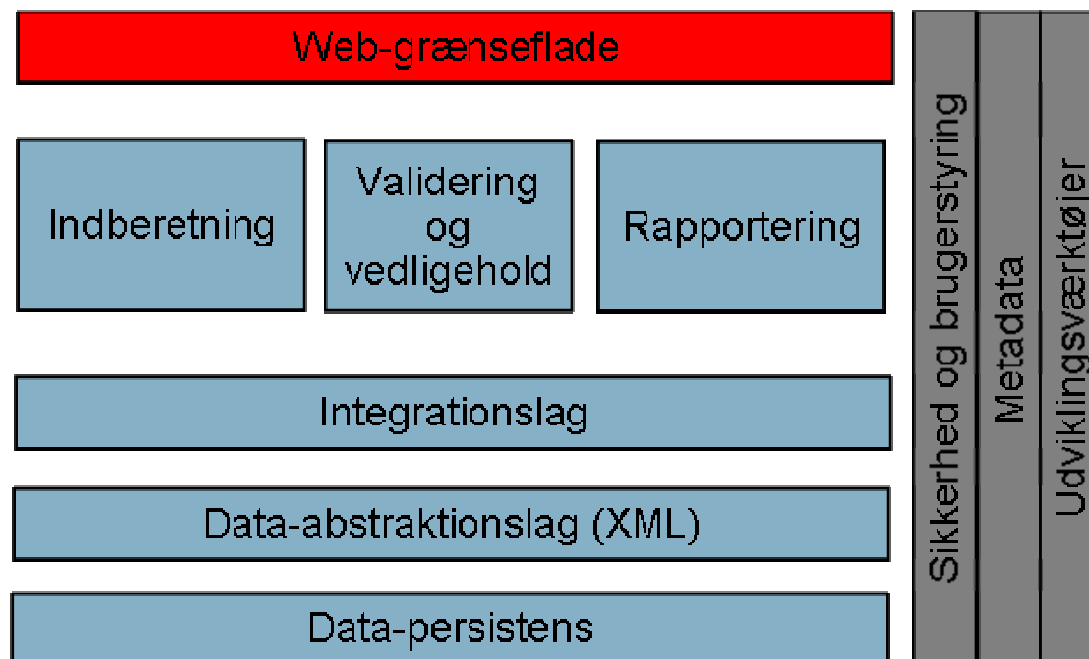 Web-grænseflade
Indberetning
Validering
og
vedligehold
Rapportering
Integrationslag
Data-abstraktionslag (XML)
Data-persistens
Sikkerhed og brugerstyring
Metadata
Udviklingsværktøjer